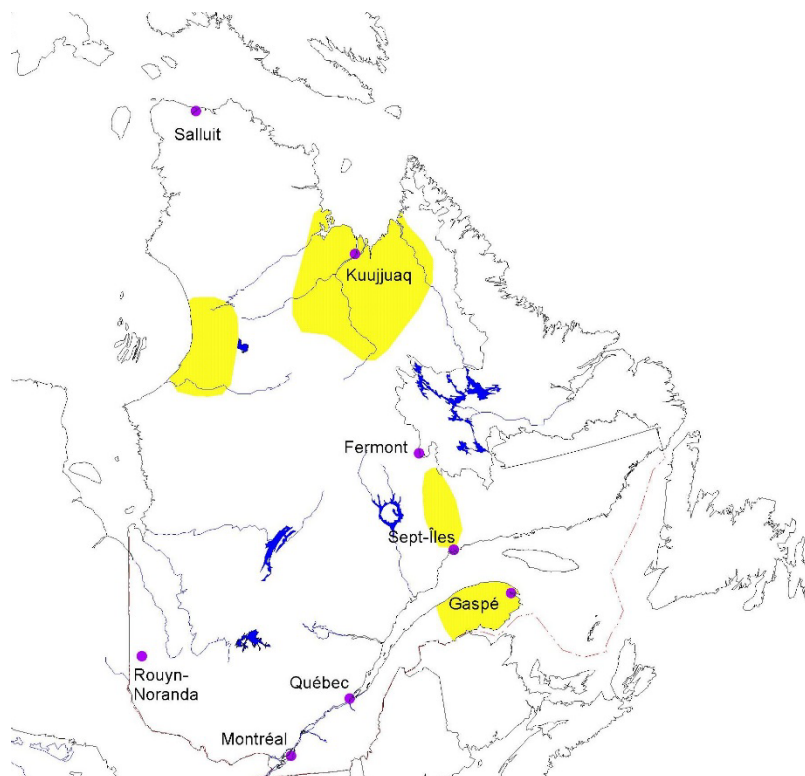 Salluit
Kuujjuaq
Fermont
Sept-Îles
Gaspé
Rouyn-
Noranda
Québec
Montréal